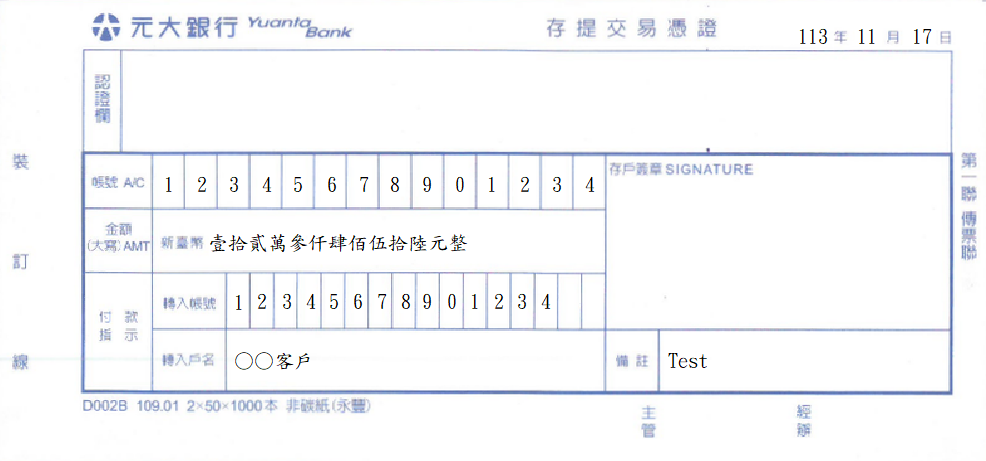 元大銀行 Yuanta Bank
存提交易憑證
113 年 11 月 17 日
認證欄
帳號 A/C 1 2 3 4 5 6 7 8 9 0 1 2 3 4
存戶簽章 SIGNATURE
金額(大寫) AMT 新臺幣 壹拾貳萬參仟肆佰伍拾陸元整
付款指示
轉入帳號 1 2 3 4 5 6 7 8 9 0 1 2 3 4
轉入戶名 ○○客戶
備註 Test
D002B 109.01 2×50×1000本 非碳紙(永豐)
主管
經辦
裝訂線
第一聯 傳票聯